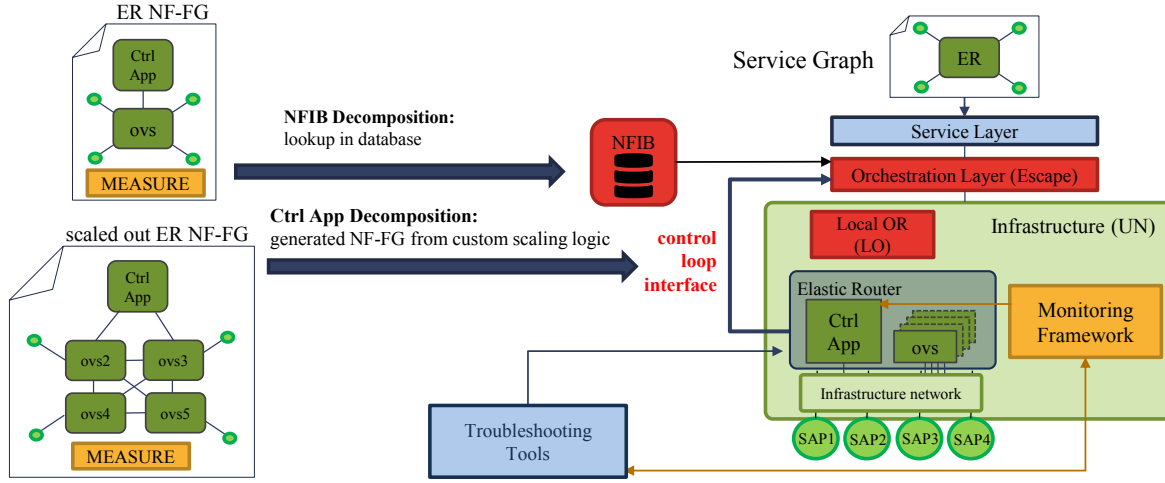 ER NF-FG
Ctrl
App
ovs
MEASURE
NFIB Decomposition:
lookup in database
NFIB
Service Graph
ER
Service Layer
Orchestration Layer (Escape)
scaled out ER NF-FG
Ctrl
App
ovs2
ovs3
ovs4
ovs5
MEASURE
Ctrl App Decomposition:
generated NF-FG from custom scaling logic
control
loop
interface
Local OR
(LO)
Infrastructure (UN)
Elastic Router
Ctrl
App
ovs
Monitoring
Framework
Infrastructure network
SAP1
SAP2
SAP3
SAP4
Troubleshooting
Tools